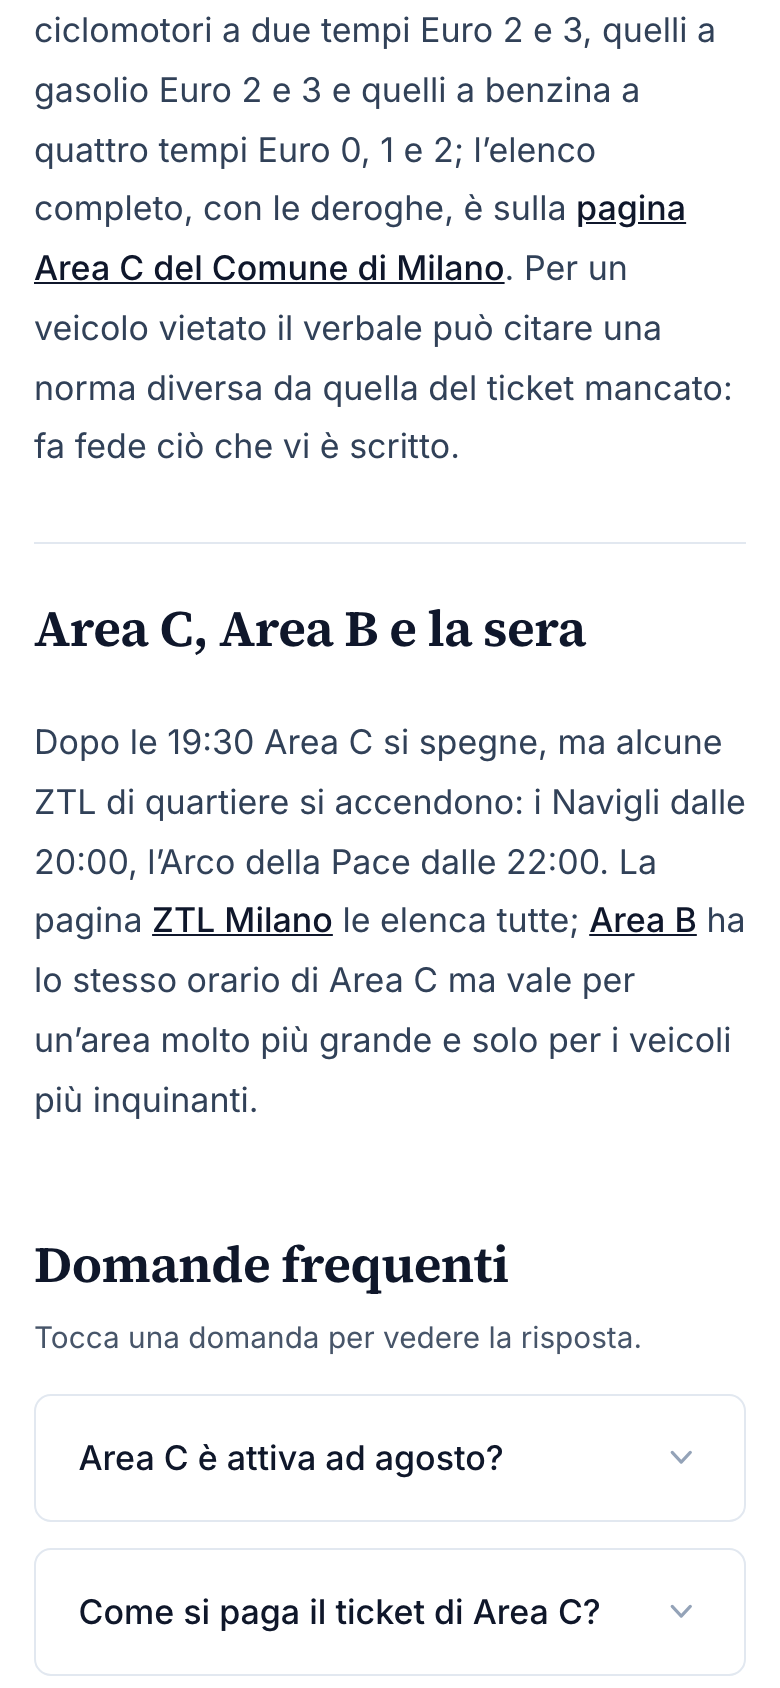 ciclomotori a due tempi Euro 2 e 3, quelli a
gasolio Euro 2 e 3 e quelli a benzina a
quattro tempi Euro 0, 1 e 2; l’elenco
completo, con le deroghe, è sulla pagina
Area C del Comune di Milano. Per un
veicolo vietato il verbale può citare una
norma diversa da quella del ticket mancato:
fa fede ciò che vi è scritto.
Area C, Area B e la sera
Dopo le 19:30 Area C si spegne, ma alcune
ZTL di quartiere si accendono: i Navigli dalle
20:00, l’Arco della Pace dalle 22:00. La
pagina ZTL Milano le elenca tutte; Area B ha
lo stesso orario di Area C ma vale per
un’area molto più grande e solo per i veicoli
più inquinanti.
Domande frequenti
Tocca una domanda per vedere la risposta.
Area C è attiva ad agosto?
Come si paga il ticket di Area C?